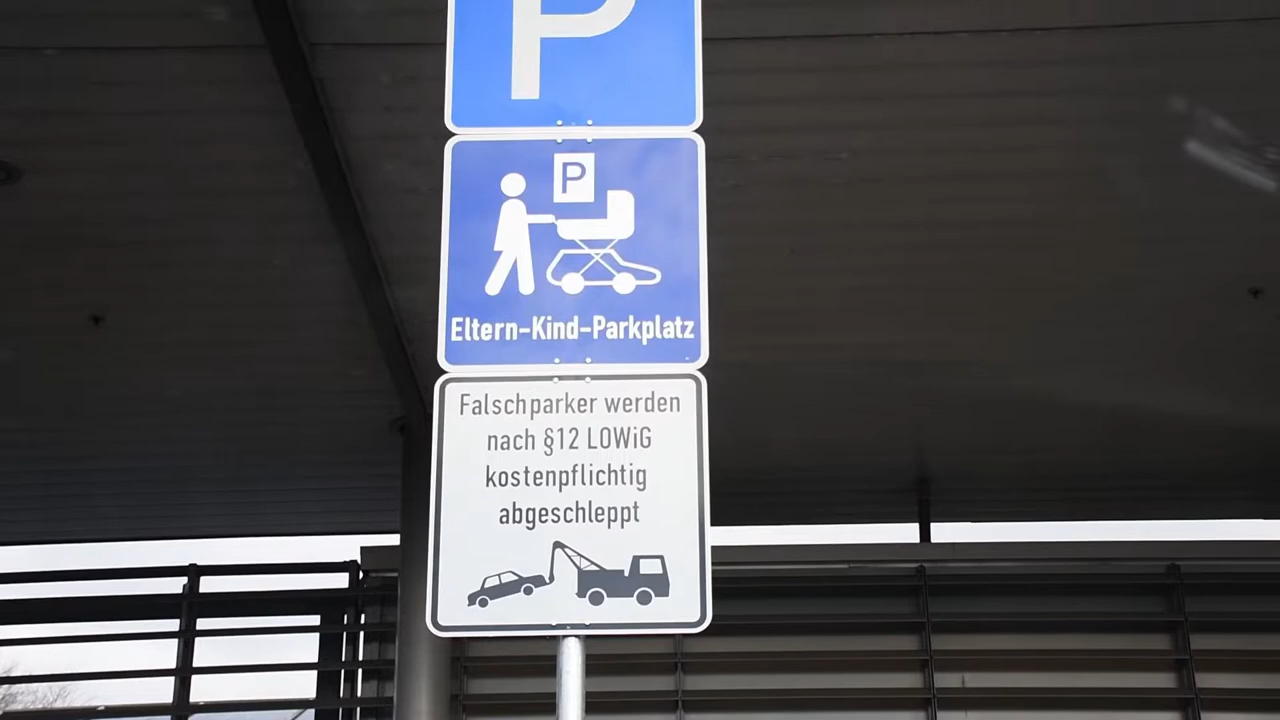 P
P
Eltern-Kind-Parkplatz
Falschparker werden
nach §12 LOWiG
kostenpflichtig
abgeschleppt